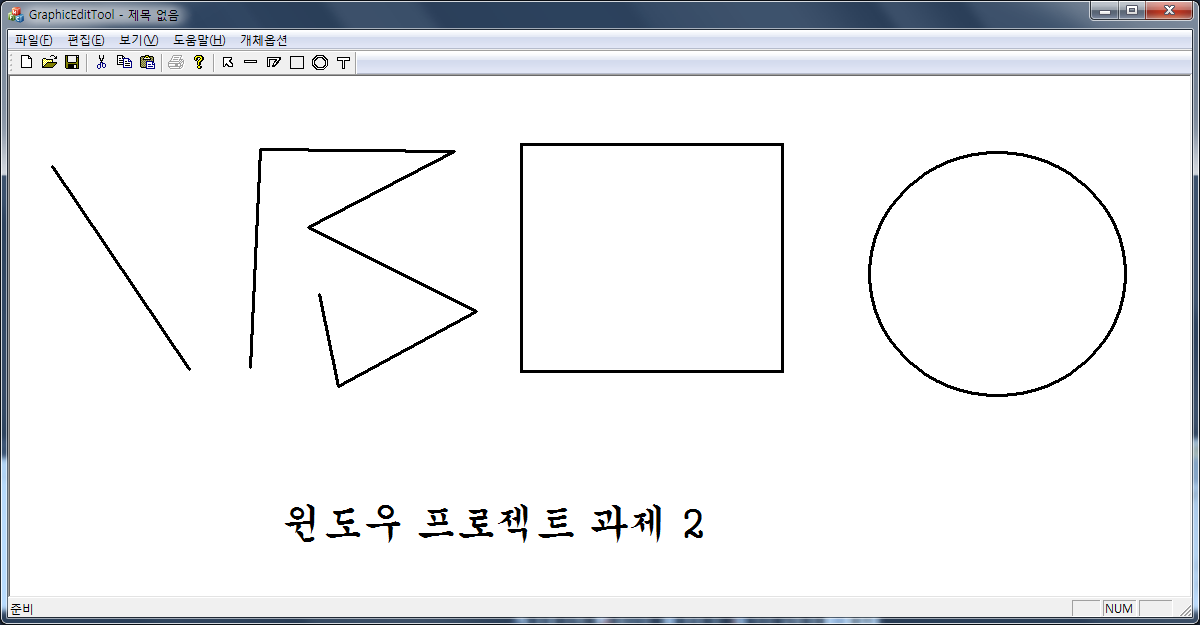 GraphicEditTool - 제목 없음
파일(F) 편집(E) 보기(V) 도움말(H) 개체옵션
윈도우 프로젝트 과제 2
준비 NUM